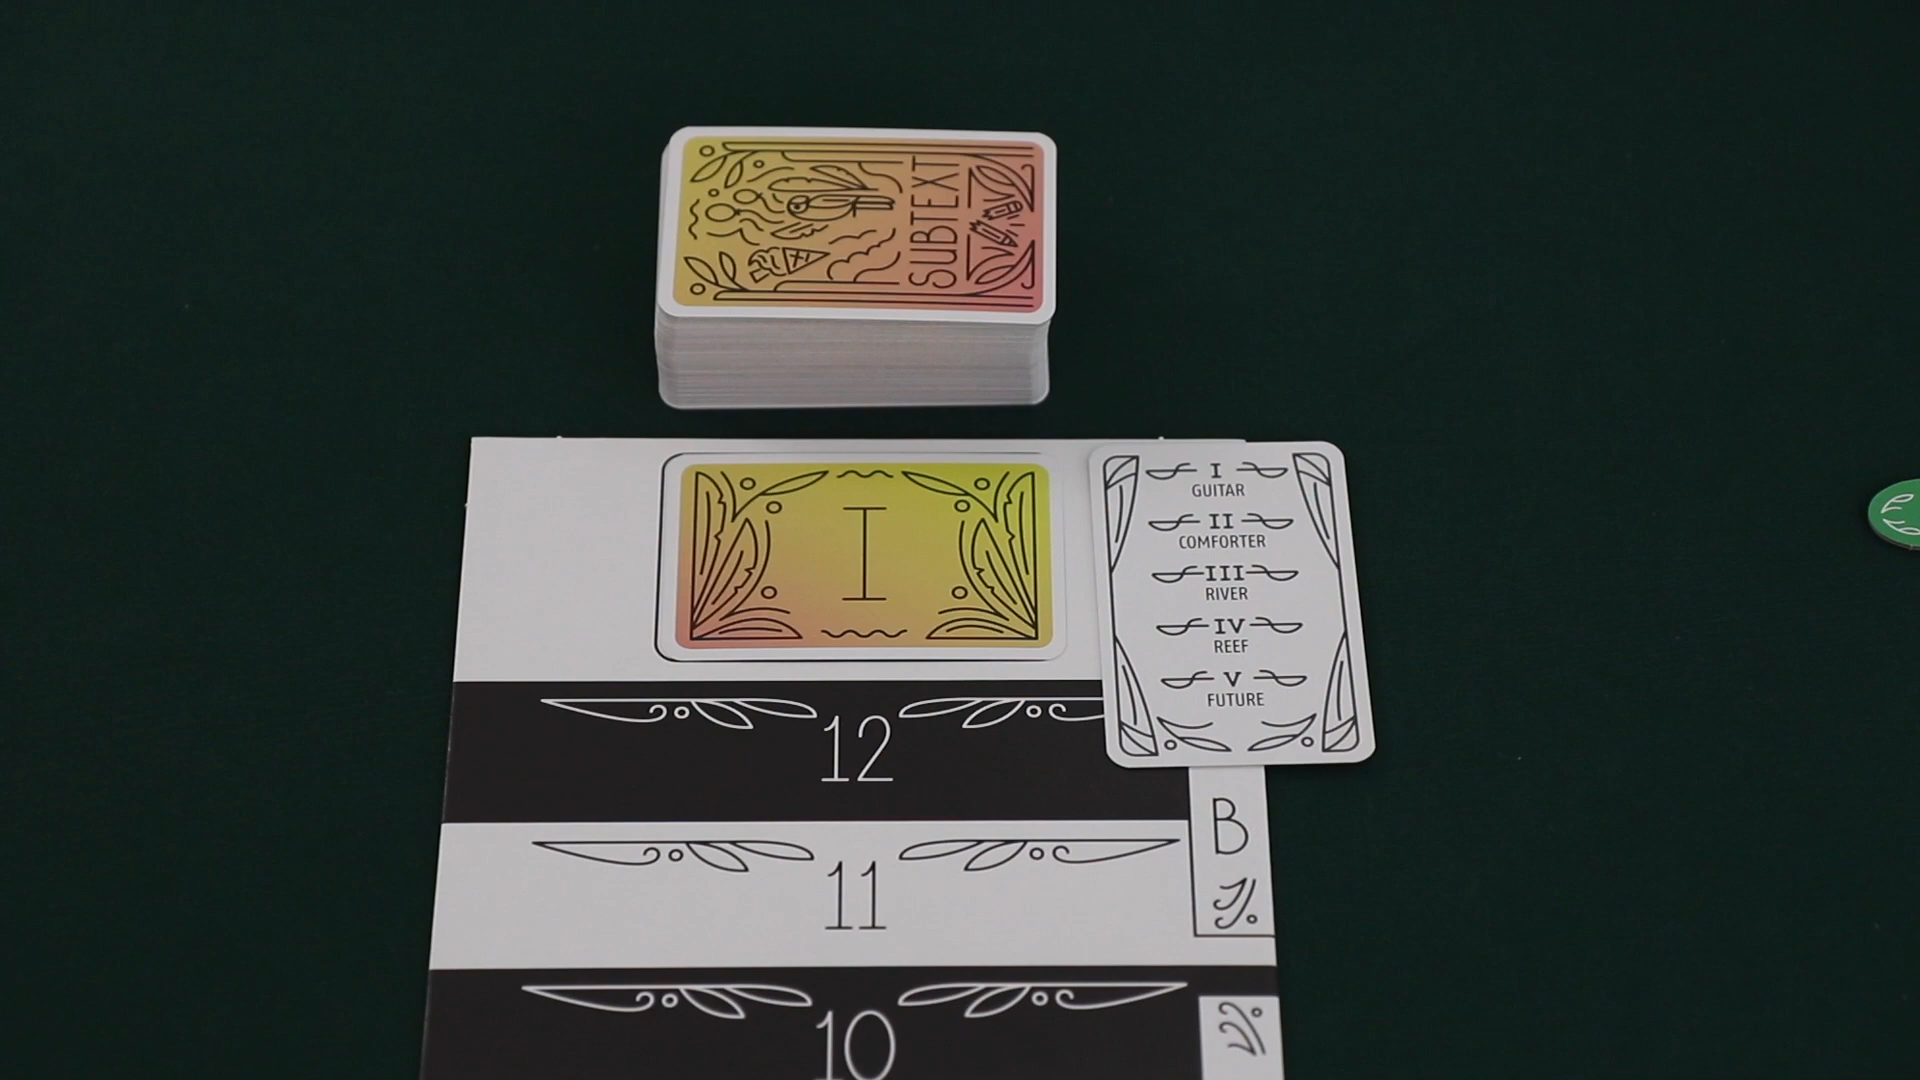 SUBTEXT
I
I
GUITAR
II
COMFORTER
III
RIVER
IV
REEF
V
FUTURE
12
B
11
10